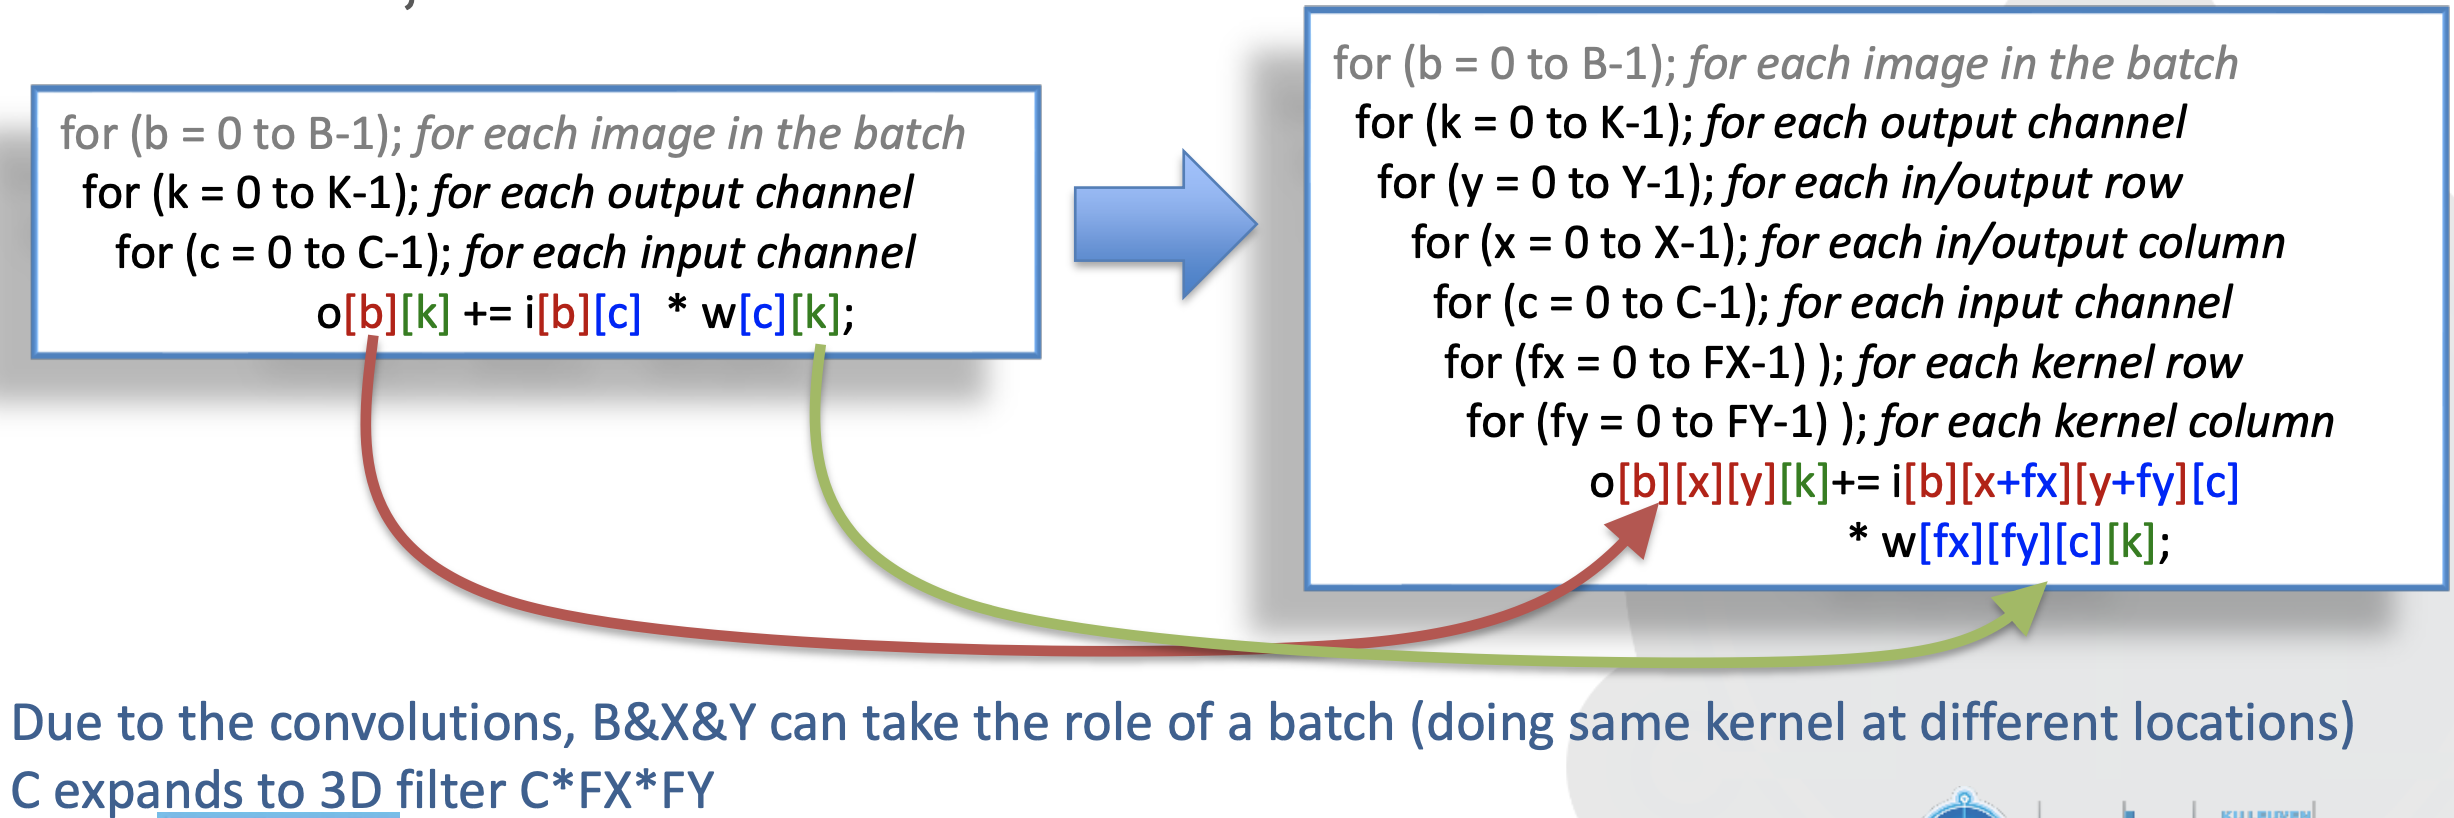 for (b = 0 to B-1); for each image in the batch
for (k = 0 to K-1); for each output channel
for (c = 0 to C-1); for each input channel
o[b][k] += i[b][c] * w[c][k];
for (b = 0 to B-1); for each image in the batch
for (k = 0 to K-1); for each output channel
for (y = 0 to Y-1); for each in/output row
for (x = 0 to X-1); for each in/output column
for (c = 0 to C-1); for each input channel
for (fx = 0 to FX-1) ); for each kernel row
for (fy = 0 to FY-1) ); for each kernel column
o[b][x][y][k]+= i[b][x+fx][y+fy][c]
* w[fx][fy][c][k];
Due to the convolutions, B&X&Y can take the role of a batch (doing same kernel at different locations)
C expands to 3D filter C*FX*FY